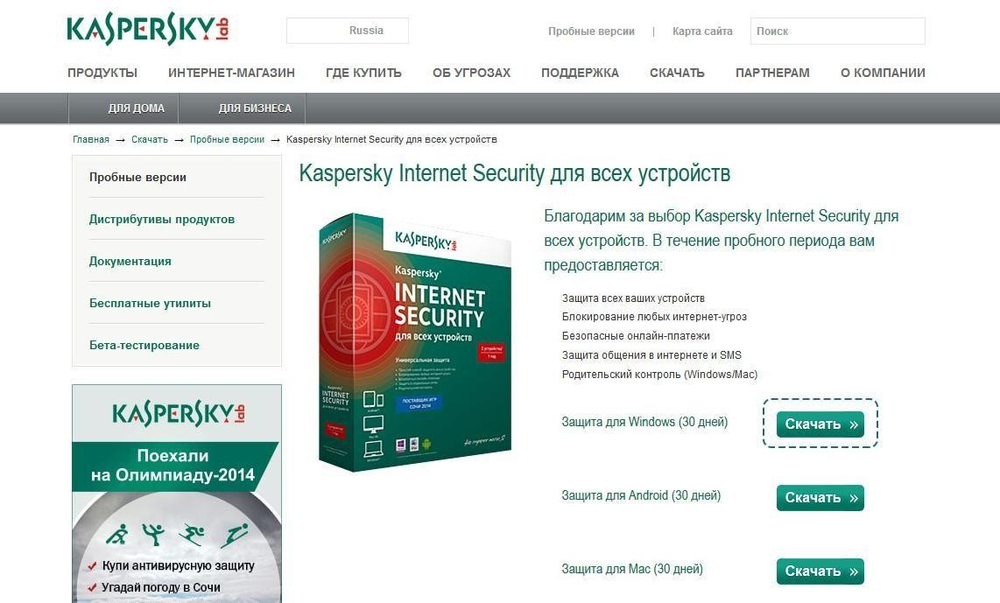 KASPERSKY lab
Russia
Пробные версии | Карта сайта
Поиск
ПРОДУКТЫ ИНТЕРНЕТ-МАГАЗИН ГДЕ КУПИТЬ ОБ УГРОЗАХ ПОДДЕРЖКА СКАЧАТЬ ПАРТНЕРАМ О КОМПАНИИ
ДЛЯ ДОМА ДЛЯ БИЗНЕСА
Главная → Скачать → Пробные версии → Kaspersky Internet Security для всех устройств
Пробные версии
Дистрибутивы продуктов
Документация
Бесплатные утилиты
Бета-тестирование
KASPERSKY lab
Поехали
на Олимпиаду-2014
Купи антивирусную защиту
Угадай погоду в Сочи
Kaspersky Internet Security для всех устройств
KASPERSKY
KASPERSKY lab
Kaspersky
INTERNET
SECURITY
для всех устройств
2 устройства/
1 год
Универсальная защита
ПОСТАВЩИК ИГР
СОЧИ 2014
Kaspersky
INTERNET
SECURITY
для всех устройств
Благодарим за выбор Kaspersky Internet Security для
всех устройств. В течение пробного периода вам
предоставляется:
Защита всех ваших устройств
Блокирование любых интернет-угроз
Безопасные онлайн-платежи
Защита общения в интернете и SMS
Родительский контроль (Windows/Mac)
Защита для Windows (30 дней) Скачать »
Защита для Android (30 дней) Скачать »
Защита для Mac (30 дней) Скачать »